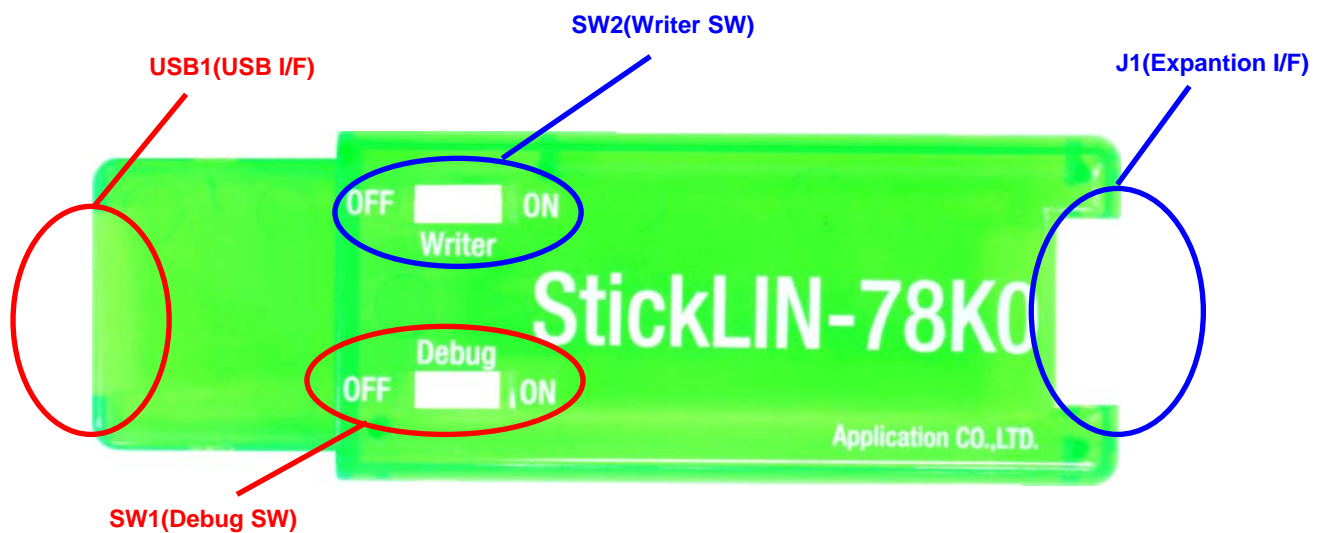 SW2(Writer SW)
USB1(USB I/F)
J1(Expantion I/F)
OFF ON
Writer
StickLIN-78K0
Debug
OFF ON
Application CO.,LTD.
SW1(Debug SW)